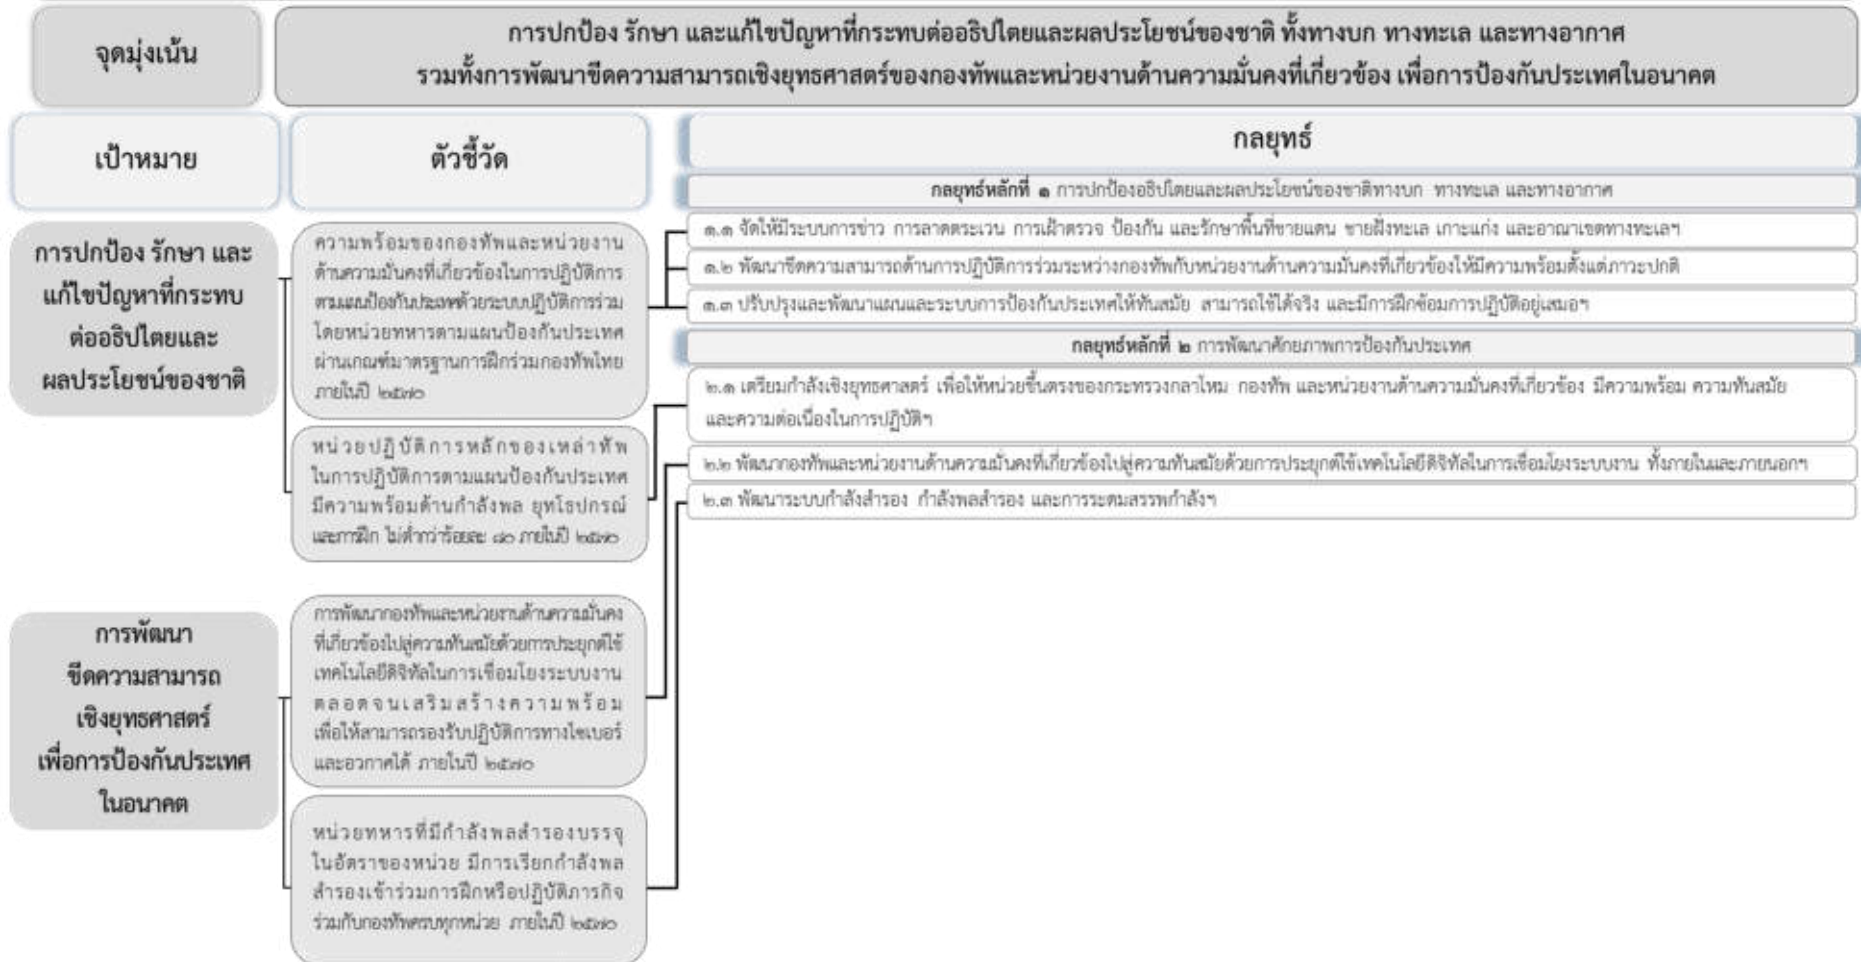 จุดมุ่งเน้น
การปกป้อง รักษา และแก้ไขปัญหาที่กระทบต่ออธิปไตยและผลประโยชน์ของชาติ ทั้งทางบก ทางทะเล และทางอากาศ
รวมทั้งการพัฒนาขีดความสามารถเชิงยุทธศาสตร์ของกองทัพและหน่วยงานด้านความมั่นคงที่เกี่ยวข้อง เพื่อการป้องกันประเทศในอนาคต
เป้าหมาย
ตัวชี้วัด
กลยุทธ์
กลยุทธ์หลักที่ ๑ การปกป้องอธิปไตยและผลประโยชน์ของชาติทางบก ทางทะเล และทางอากาศ
๑.๑ จัดให้มีระบบการข่าว การลาดตระเวน การเฝ้าตรวจ ป้องกัน และรักษาพื้นที่ชายแดน ชายฝั่งทะเล เกาะแก่ง และอาณาเขตทางทะเลฯ
๑.๒ พัฒนาขีดความสามารถด้านการปฏิบัติการร่วมระหว่างกองทัพกับหน่วยงานด้านความมั่นคงที่เกี่ยวข้องให้มีความพร้อมตั้งแต่ภาวะปกติ
๑.๓ ปรับปรุงและพัฒนาแผนและระบบการป้องกันประเทศให้ทันสมัย สามารถใช้ได้จริง และมีการฝึกซ้อมการปฏิบัติอยู่เสมอฯ
กลยุทธ์หลักที่ ๒ การพัฒนาศักยภาพการป้องกันประเทศ
๒.๑ เตรียมกำลังเชิงยุทธศาสตร์ เพื่อให้หน่วยขึ้นตรงของกระทรวงกลาโหม กองทัพ และหน่วยงานด้านความมั่นคงที่เกี่ยวข้อง มีความพร้อม ความทันสมัย
และความต่อเนื่องในการปฏิบัติฯ
๒.๒ พัฒนากองทัพและหน่วยงานด้านความมั่นคงที่เกี่ยวข้องไปสู่ความทันสมัยด้วยการประยุกต์ใช้เทคโนโลยีดิจิทัลในการเชื่อมโยงระบบงาน ทั้งภายในและภายนอกฯ
๒.๓ พัฒนาระบบกำลังสำรอง กำลังพลสำรอง และการระดมสรรพกำลังฯ
การปกป้อง รักษา และ
แก้ไขปัญหาที่กระทบ
ต่ออธิปไตยและ
ผลประโยชน์ของชาติ
ความพร้อมของกองทัพและหน่วยงาน
ด้านความมั่นคงที่เกี่ยวข้องในการปฏิบัติการ
ตามแผนป้องกันประเทศด้วยระบบปฏิบัติการร่วม
โดยหน่วยทหารตามแผนป้องกันประเทศ
ผ่านเกณฑ์มาตรฐานการฝึกร่วมกองทัพไทย
ภายในปี ๒๕๗๐
หน่วยปฏิบัติการหลักของเหล่าทัพ
ในการปฏิบัติการตามแผนป้องกันประเทศ
มีความพร้อมด้านกำลังพล ยุทโธปกรณ์
และการฝึก ไม่ต่ำกว่าร้อยละ ๘๐ ภายในปี ๒๕๗๐
การพัฒนา
ขีดความสามารถ
เชิงยุทธศาสตร์
เพื่อการป้องกันประเทศ
ในอนาคต
การพัฒนากองทัพและหน่วยงานด้านความมั่นคง
ที่เกี่ยวข้องไปสู่ความทันสมัยด้วยการประยุกต์ใช้
เทคโนโลยีดิจิทัลในการเชื่อมโยงระบบงาน
ตลอดจนเสริมสร้างความพร้อม
เพื่อให้สามารถรองรับปฏิบัติการทางไซเบอร์
และอวกาศได้ ภายในปี ๒๕๗๐
หน่วยทหารที่มีกำลังพลสำรองบรรจุ
ในอัตราของหน่วย มีการเรียกกำลังพล
สำรองเข้าร่วมการฝึกหรือปฏิบัติภารกิจ
ร่วมกับกองทัพครบทุกหน่วย ภายในปี ๒๕๗๐